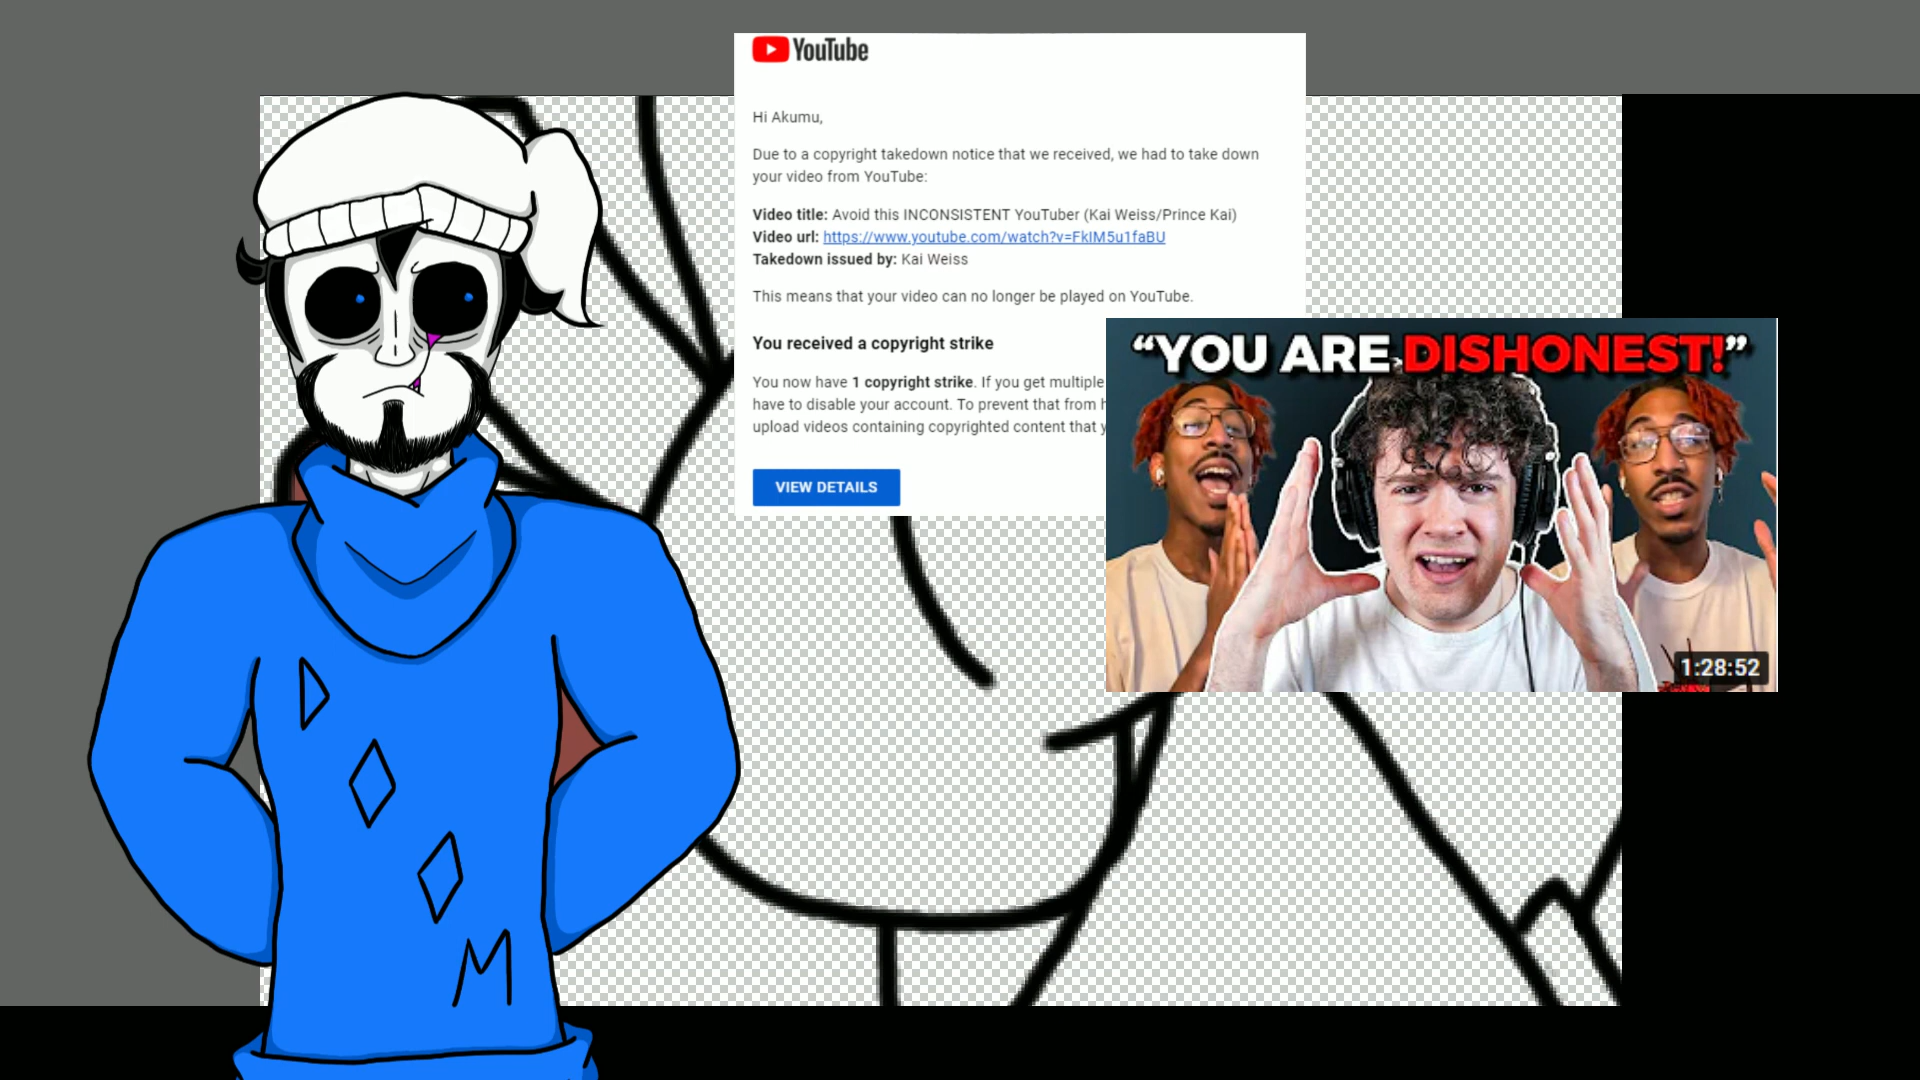 YouTube
Hi Akumu,
Due to a copyright takedown notice that we received, we had to take down
your video from YouTube:
Video title: Avoid this INCONSISTENT YouTuber (Kai Weiss/Prince Kai)
Video url: https://www.youtube.com/watch?v=FkIM5u1faBU
Takedown issued by: Kai Weiss
This means that your video can no longer be played on YouTube.
You received a copyright strike
You now have 1 copyright strike. If you get multiple
have to disable your account. To prevent that from
upload videos containing copyrighted content that
VIEW DETAILS
“YOU ARE DISHONEST!”
1:28:52
M